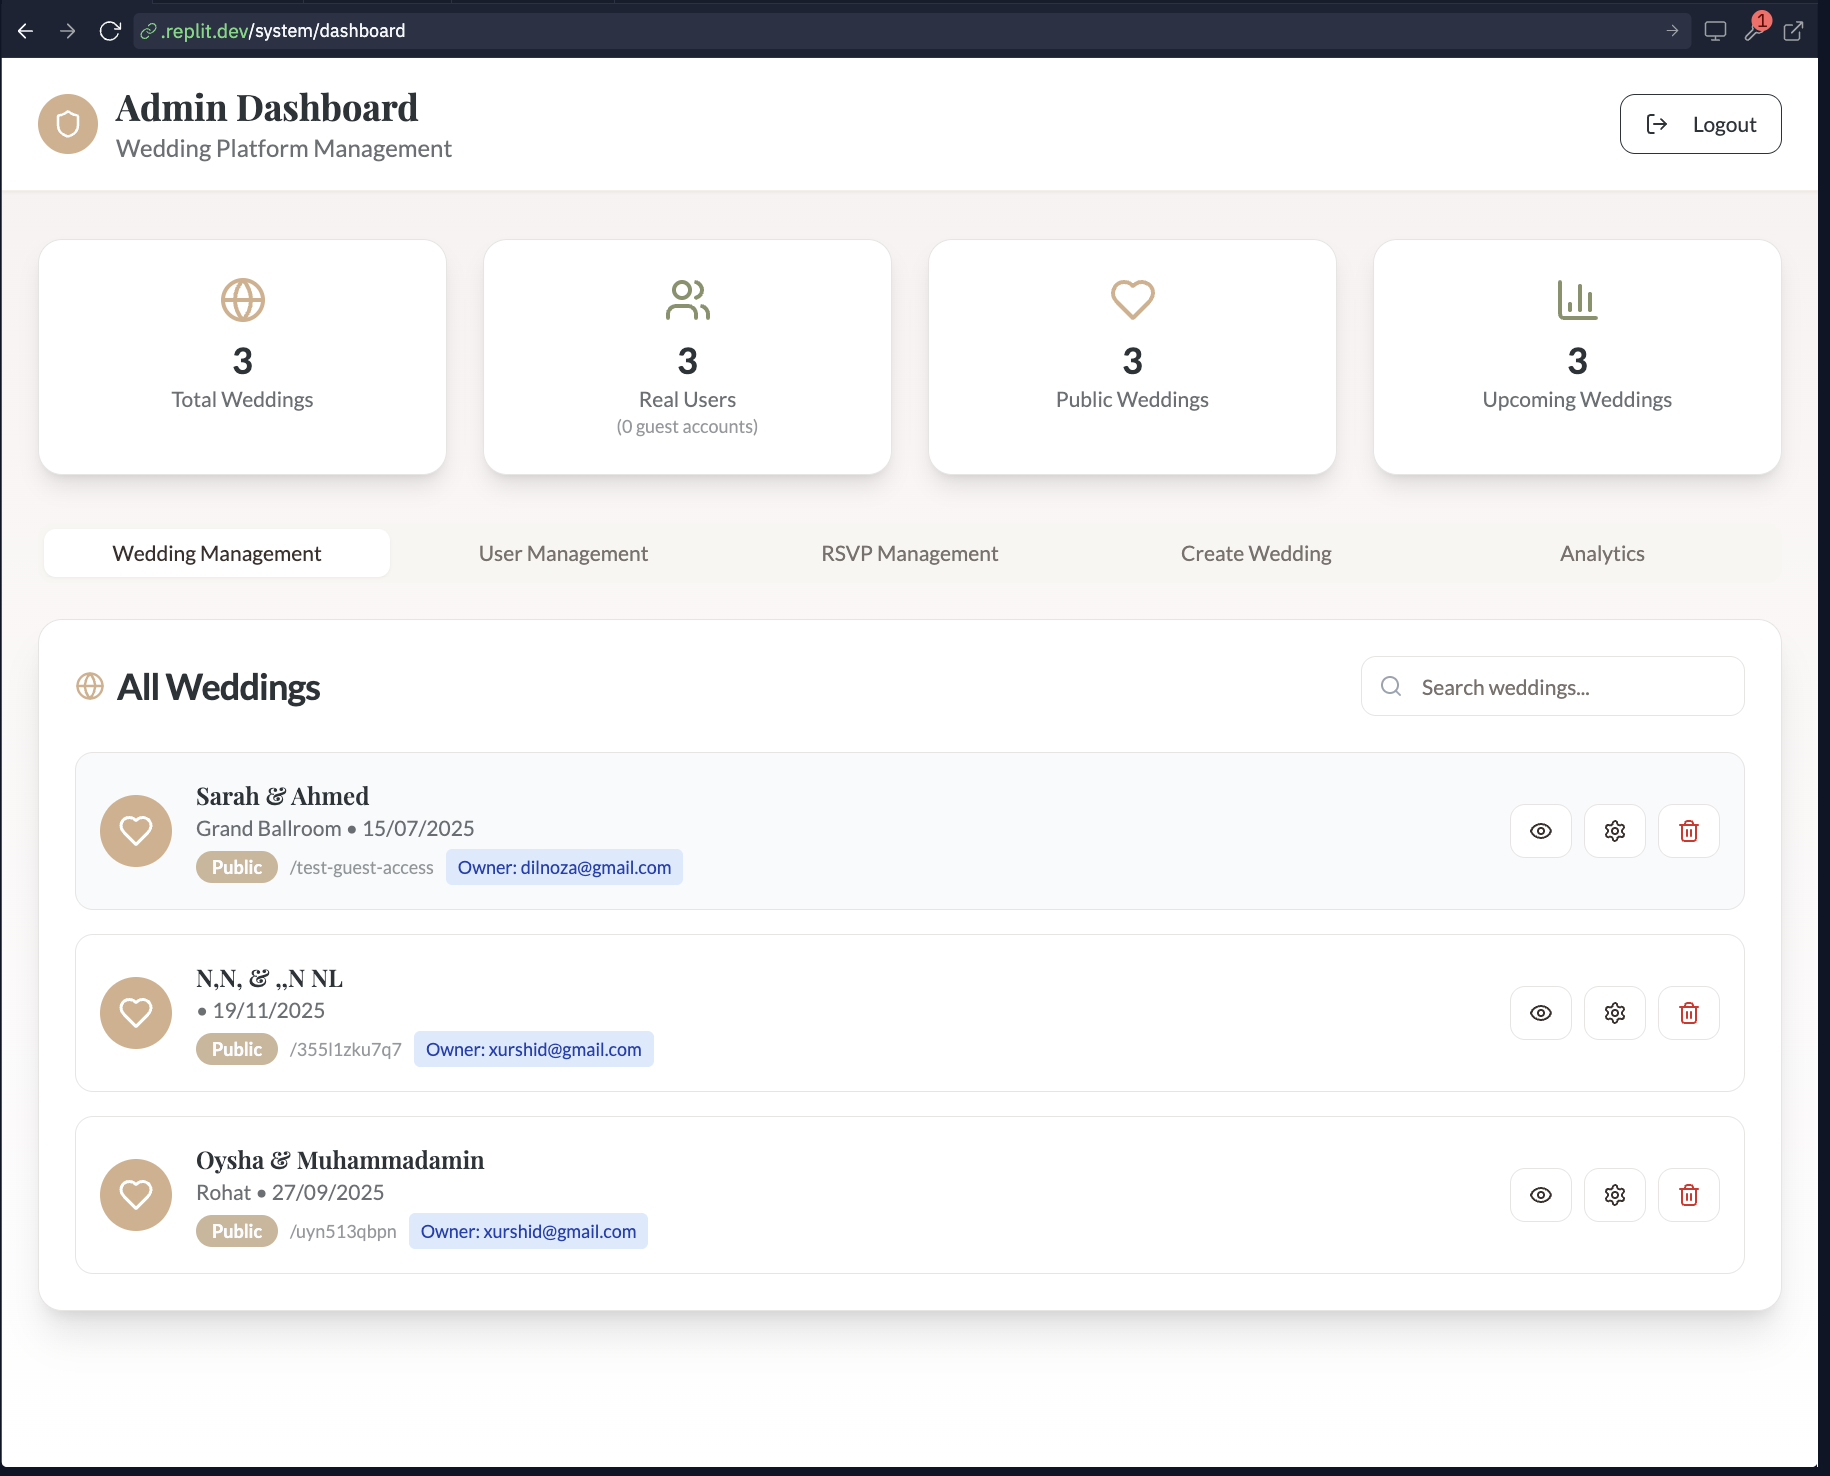 .replit.dev/system/dashboard
1
Admin Dashboard
Wedding Platform Management
Logout
3
Total Weddings
3
Real Users
(0 guest accounts)
3
Public Weddings
3
Upcoming Weddings
Wedding Management
User Management
RSVP Management
Create Wedding
Analytics
All Weddings
Search weddings...
Sarah & Ahmed
Grand Ballroom • 15/07/2025
Public /test-guest-access Owner: dilnoza@gmail.com
N,N, & ,,N NL
• 19/11/2025
Public /355l1zku7q7 Owner: xurshid@gmail.com
Oysha & Muhammadamin
Rohat • 27/09/2025
Public /uyn513qbpn Owner: xurshid@gmail.com